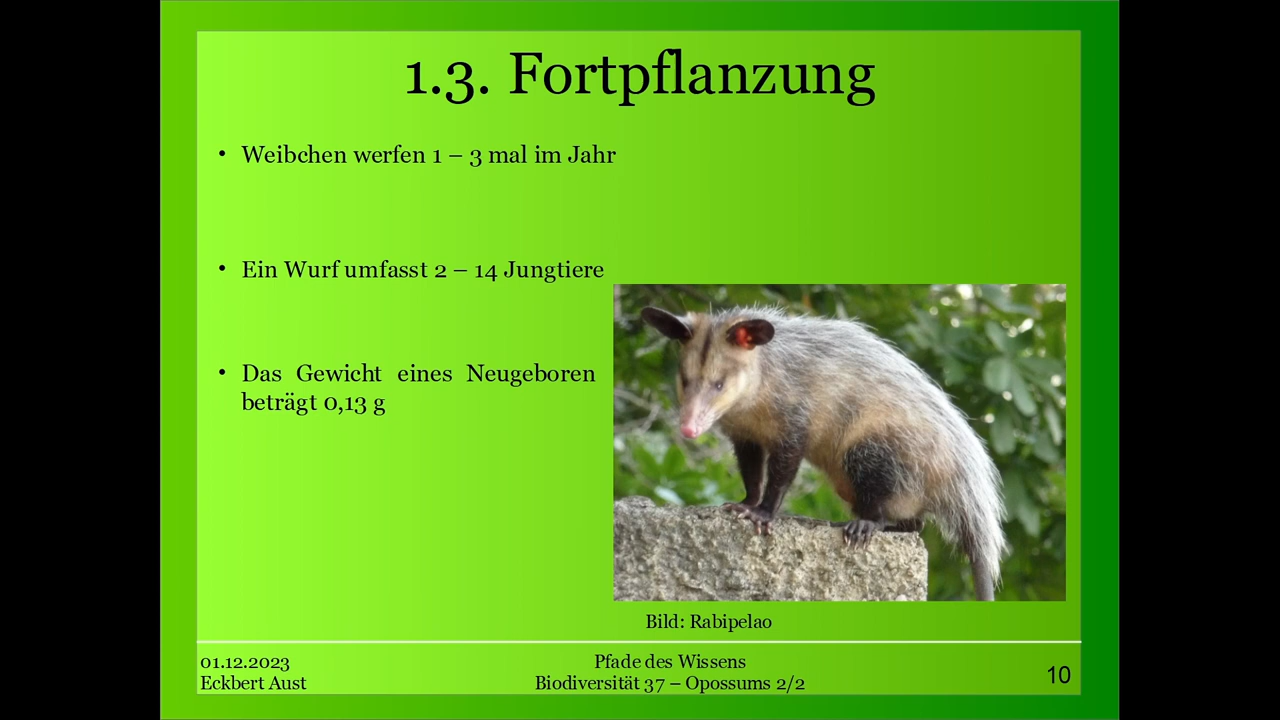 1.3. Fortpflanzung
• Weibchen werfen 1 – 3 mal im Jahr
• Ein Wurf umfasst 2 – 14 Jungtiere
• Das Gewicht eines Neugeboren
beträgt 0,13 g
Bild: Rabipelao
01.12.2023
Eckbert Aust
Pfade des Wissens
Biodiversität 37 – Opossums 2/2
10